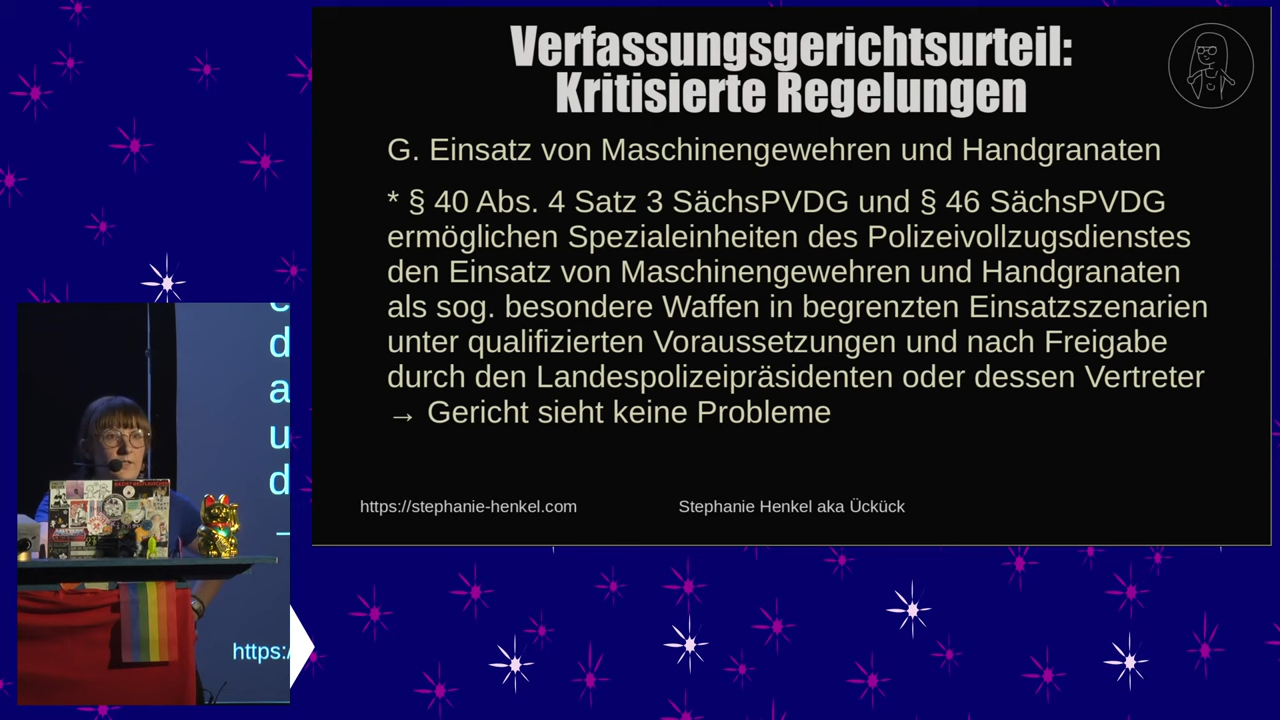 Verfassungsgerichtsurteil:
Kritisierte Regelungen
G. Einsatz von Maschinengewehren und Handgranaten
* § 40 Abs. 4 Satz 3 SächsPVDG und § 46 SächsPVDG
ermöglichen Spezialeinheiten des Polizeivollzugsdienstes
den Einsatz von Maschinengewehren und Handgranaten
als sog. besondere Waffen in begrenzten Einsatzszenarien
unter qualifizierten Voraussetzungen und nach Freigabe
durch den Landespolizeipräsidenten oder dessen Vertreter
→ Gericht sieht keine Probleme
https://stephanie-henkel.com
Stephanie Henkel aka Ückück
d
a
u
d
https:/